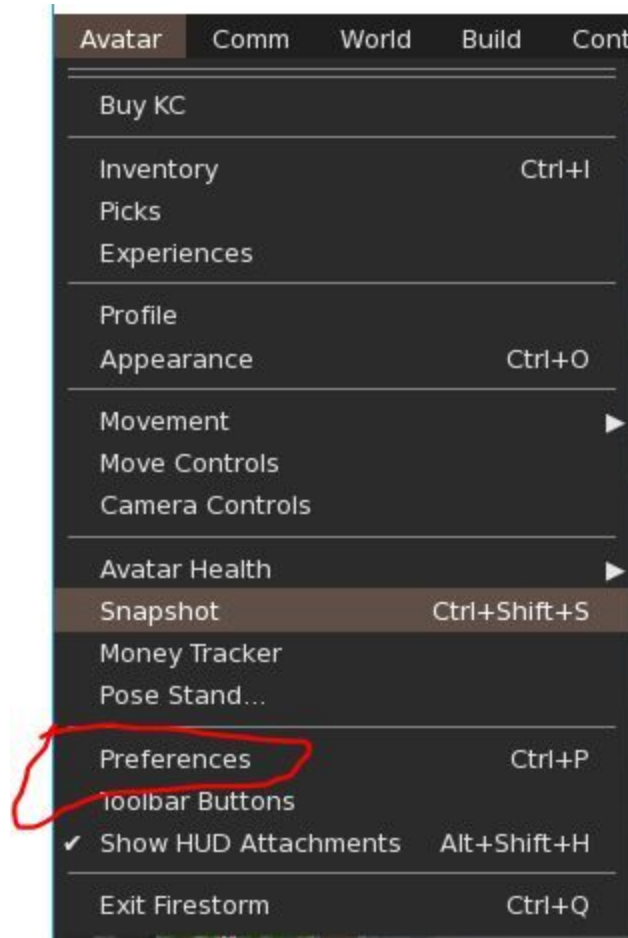 Avatar Comm World Build Cont
Buy KC
Inventory Ctrl+I
Picks
Experiences
Profile
Appearance Ctrl+O
Movement ▶
Move Controls
Camera Controls
Avatar Health ▶
Snapshot Ctrl+Shift+S
Money Tracker
Pose Stand...
Preferences Ctrl+P
Toolbar Buttons
✔ Show HUD Attachments Alt+Shift+H
Exit Firestorm Ctrl+Q